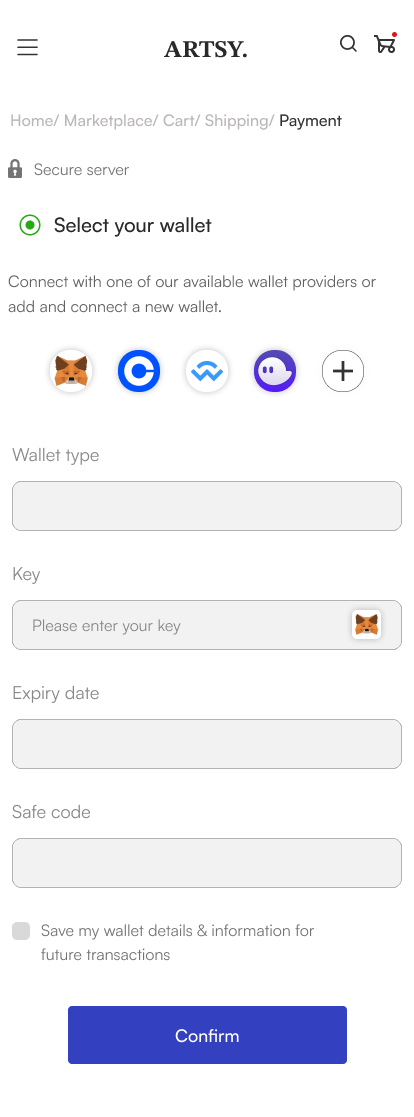 ARTSY.
Home/ Marketplace/ Cart/ Shipping/ Payment
Secure server
Select your wallet
Connect with one of our available wallet providers or
add and connect a new wallet.
Wallet type
Key
Please enter your key
Expiry date
Safe code
Save my wallet details & information for
future transactions
Confirm